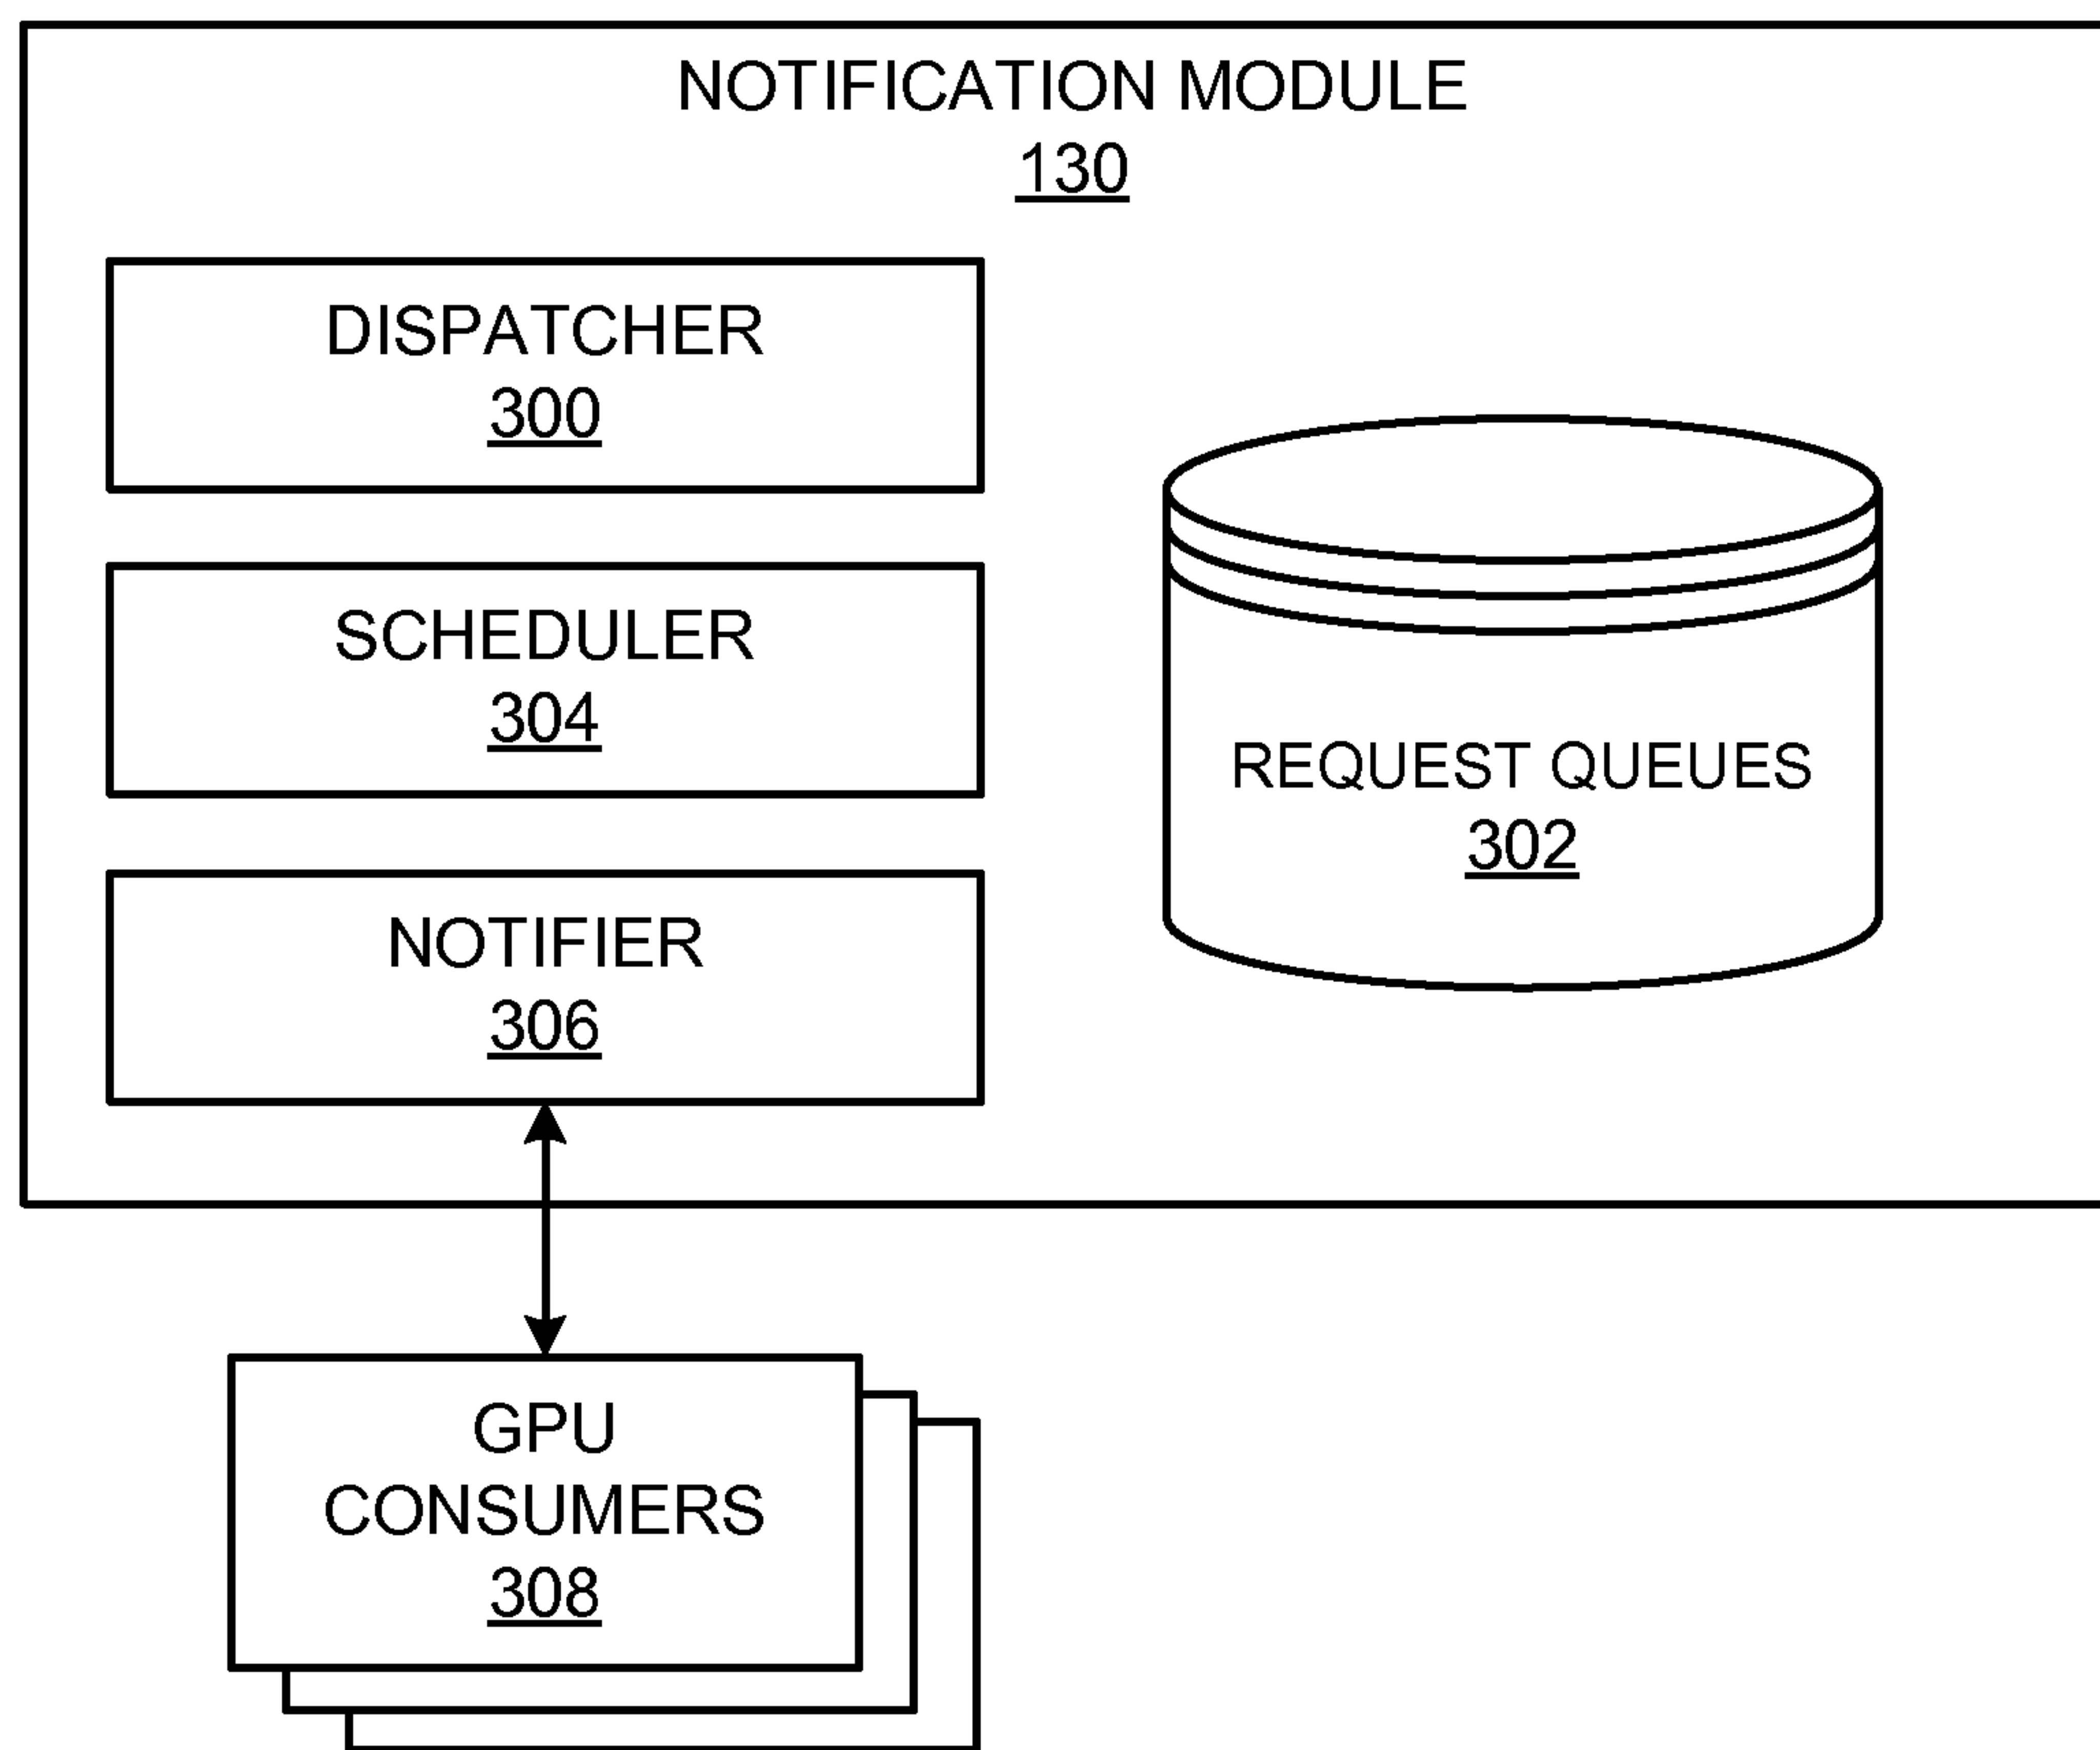 NOTIFICATION MODULE
130
DISPATCHER
300
SCHEDULER
304
NOTIFIER
306
REQUEST QUEUES
302
GPU
CONSUMERS
308